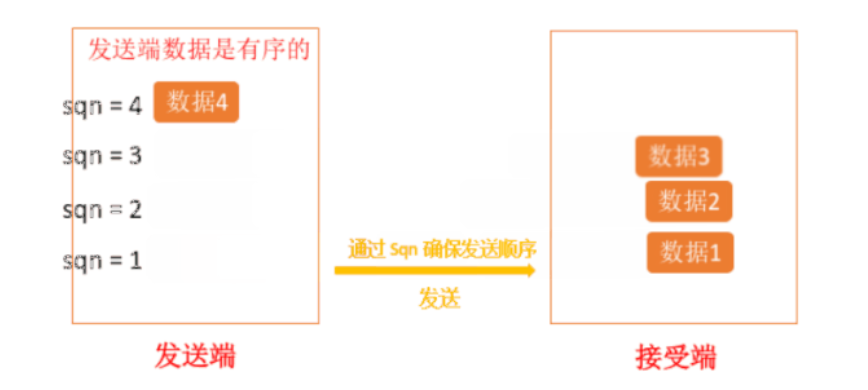 发送端数据是有序的
sqn = 4 数据4
sqn = 3
sqn = 2
sqn = 1
发送端
通过 Sqn 确保发送顺序
发送
数据3
数据2
数据1
接受端